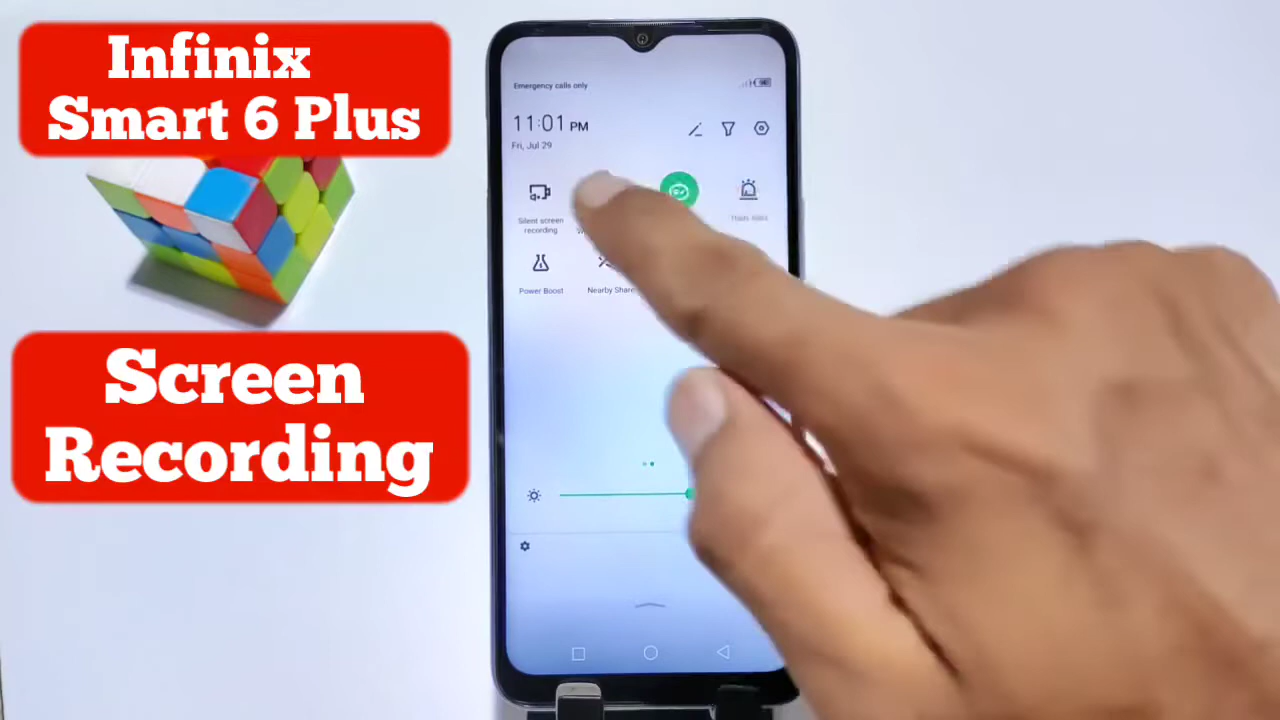 Infinix
Smart 6 Plus
Emergency calls only
11:01 PM
Fri, Jul 29
Silent screen
recording
Power Boost
Nearby Share
Screen
Recording